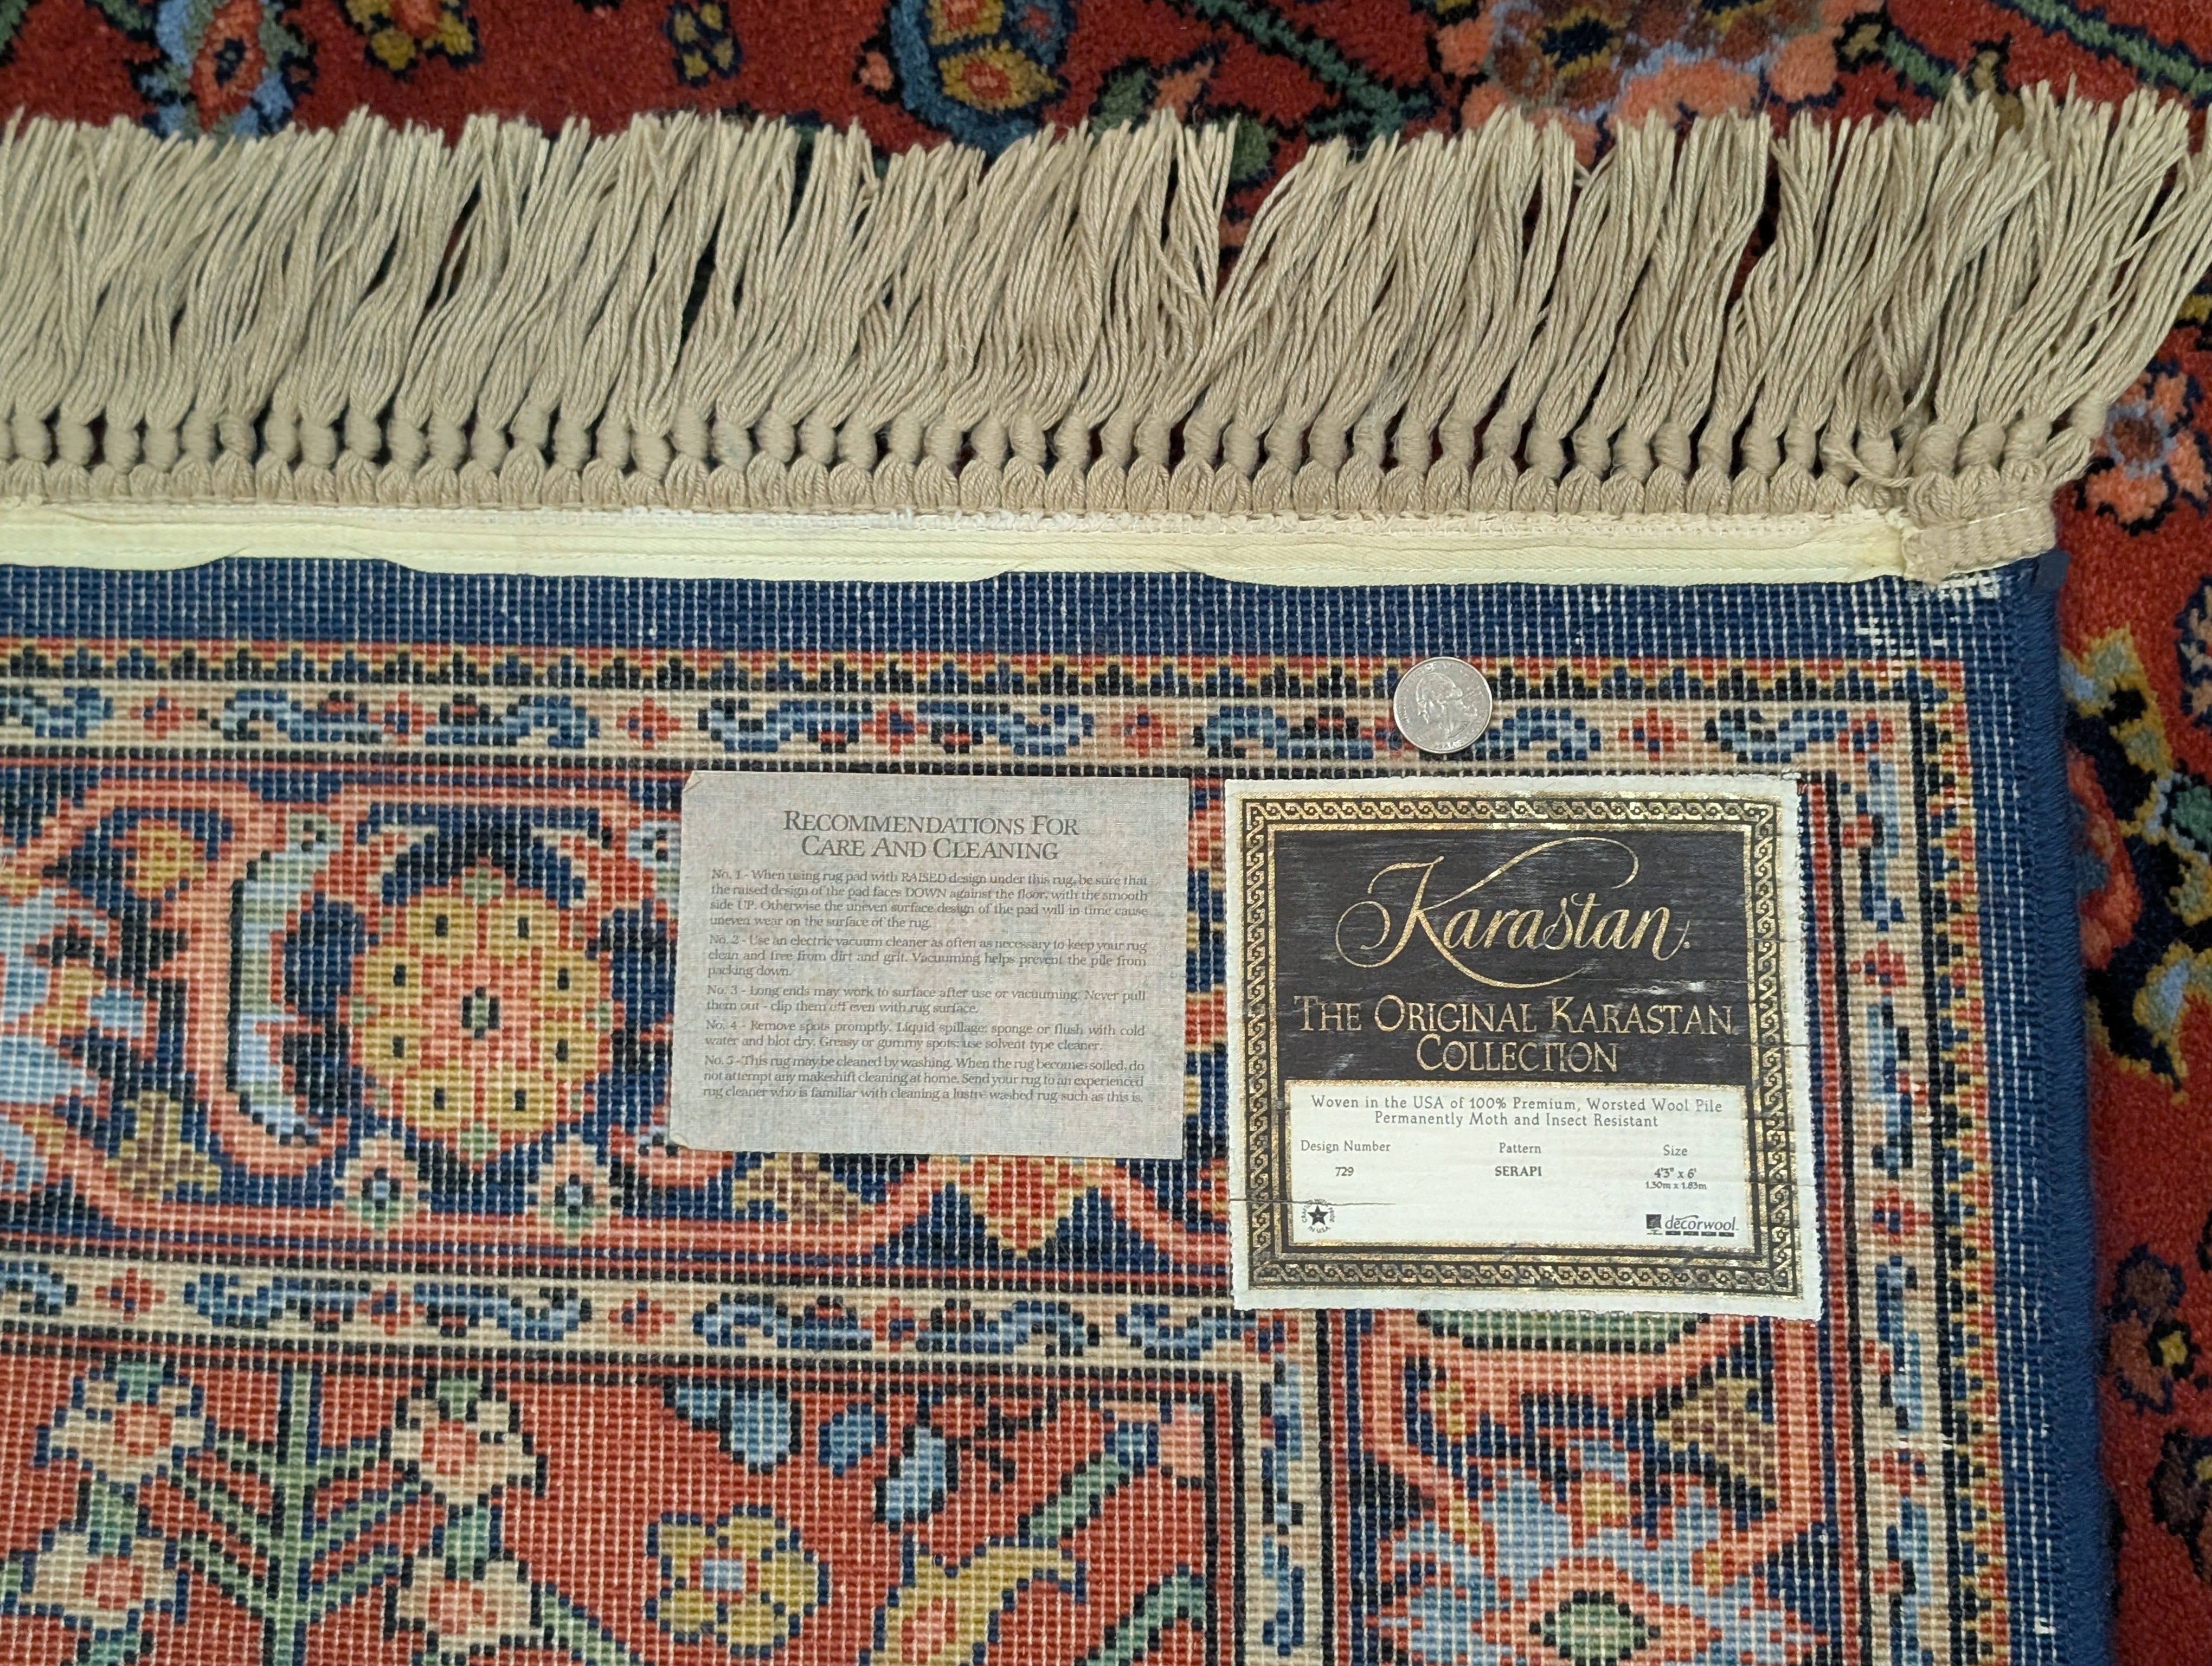 RECOMMENDATIONS FOR
CARE AND CLEANING
No. 1 - When using rug pad with RAISED design under this rug, be sure that
the raised design of the pad faces DOWN against the floor, with the smooth
side UP. Otherwise the uneven surface design of the pad will in time cause
uneven wear on the surface of the rug.
No. 2 - Use an electric vacuum cleaner as often as necessary to keep your rug
clean and free from dirt and grit. Vacuuming helps prevent the pile from
packing down.
No. 3 - Long ends may work to surface after use or vacuuming. Never pull
them out - clip them off even with rug surface.
No. 4 - Remove spots promptly. Liquid spillage: sponge or flush with cold
water and blot dry. Greasy or gummy spots: use solvent type cleaner.
No. 5 - This rug may be cleaned by washing. When the rug becomes soiled, do
not attempt any makeshift cleaning at home. Send your rug to an experienced
rug cleaner who is familiar with cleaning a lustre washed rug such as this is.
Karastan
THE ORIGINAL KARASTAN
COLLECTION
Woven in the USA of 100% Premium, Worsted Wool Pile
Permanently Moth and Insect Resistant
Design Number Pattern Size
729 SERAPI 4'3" x 6'
1.30m x 1.83m
decorwool